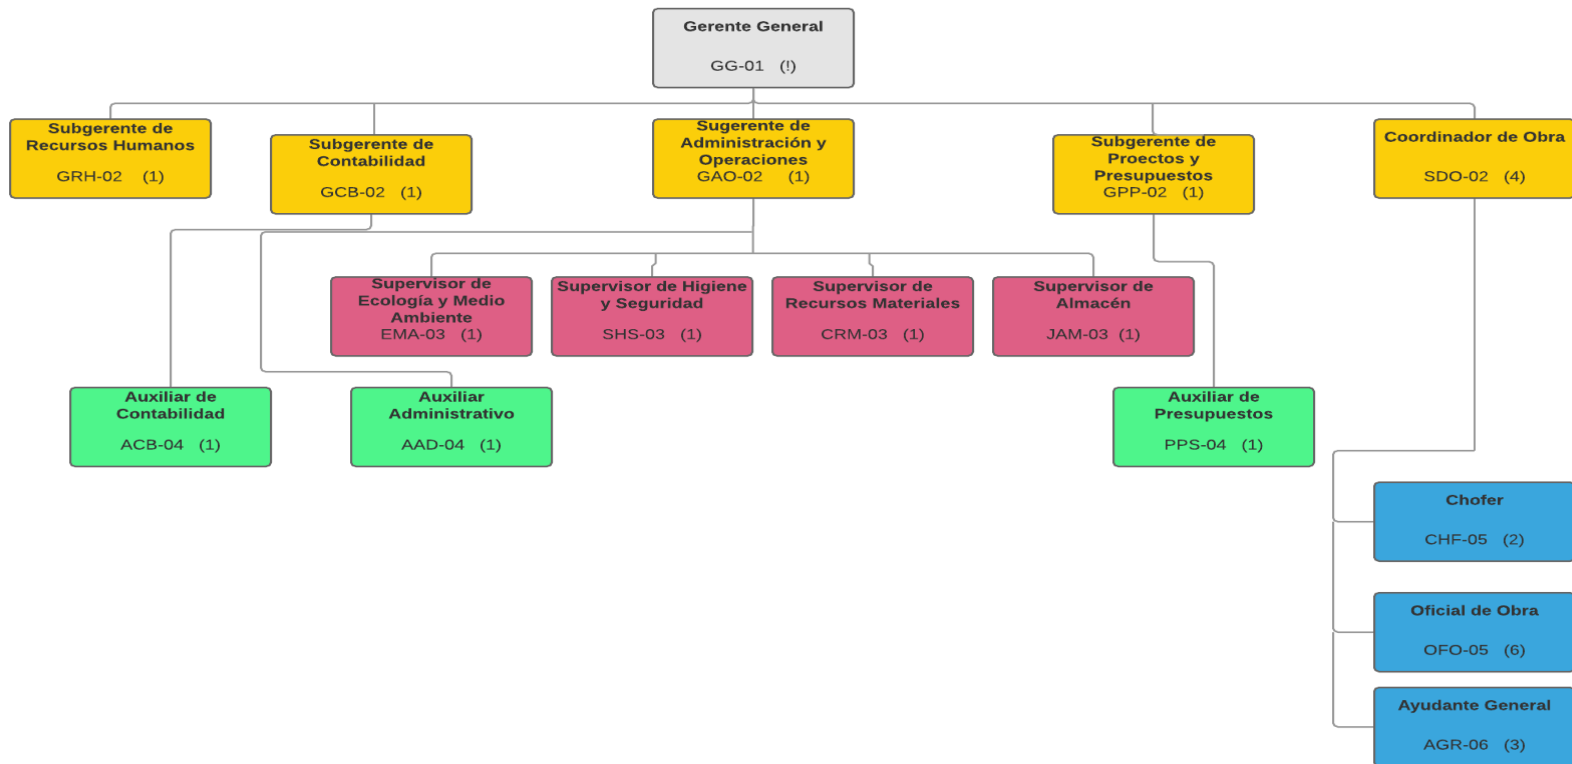 Gerente General
GG-01 (!)
Subgerente de
Recursos Humanos
GRH-02 (1)
Subgerente de
Contabilidad
GCB-02 (1)
Sugerente de
Administración y
Operaciones
GAO-02 (1)
Subgerente de
Proectos y
Presupuestos
GPP-02 (1)
Coordinador de Obra
SDO-02 (4)
Supervisor de
Ecología y Medio
Ambiente
EMA-03 (1)
Supervisor de Higiene
y Seguridad
SHS-03 (1)
Supervisor de
Recursos Materiales
CRM-03 (1)
Supervisor de
Almacén
JAM-03 (1)
Auxiliar de
Contabilidad
ACB-04 (1)
Auxiliar
Administrativo
AAD-04 (1)
Auxiliar de
Presupuestos
PPS-04 (1)
Chofer
CHF-05 (2)
Oficial de Obra
OFO-05 (6)
Ayudante General
AGR-06 (3)